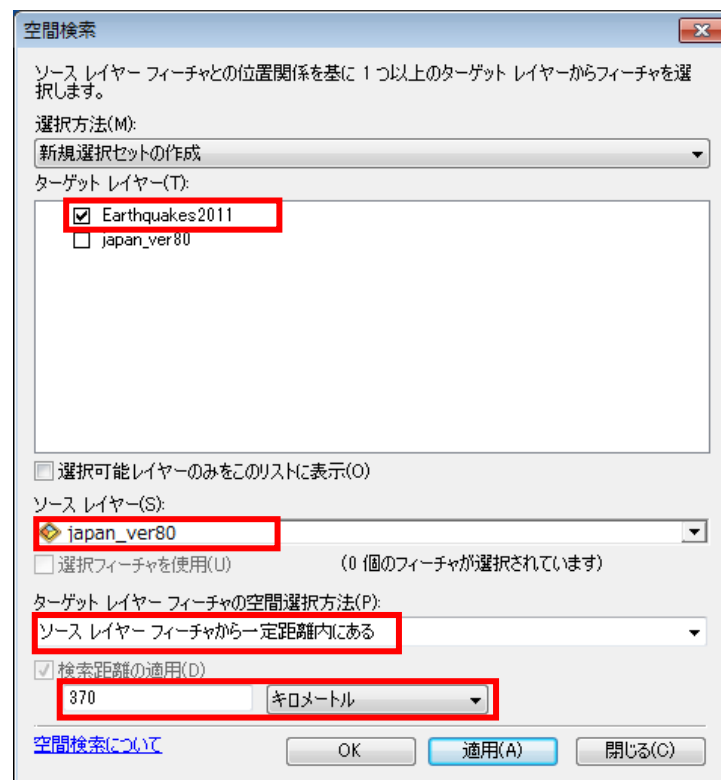 空間検索
ソース レイヤー フィーチャとの位置関係を基に 1 つ以上のターゲット レイヤーからフィーチャを選
択します。
選択方法(M):
新規選択セットの作成
ターゲット レイヤー(T):
Earthquakes2011
japan_ver80
選択可能レイヤーのみをこのリストに表示(O)
ソース レイヤー(S):
japan_ver80
選択フィーチャを使用(U) (0 個のフィーチャが選択されています)
ターゲット レイヤー フィーチャの空間選択方法(P):
ソース レイヤー フィーチャから一定距離内にある
検索距離の適用(D)
370 キロメートル
空間検索について OK 適用(A) 閉じる(C)